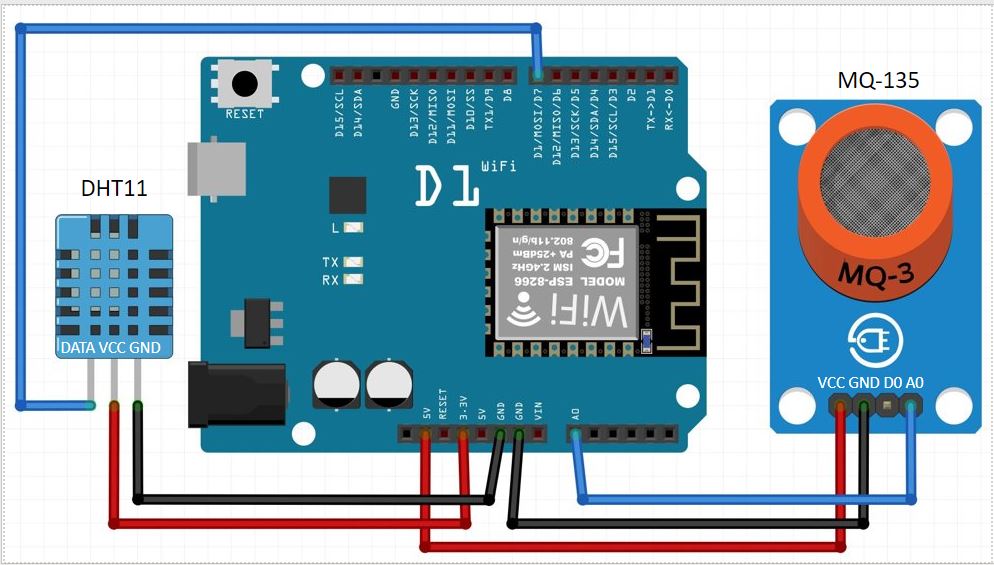 MQ-135
RESET
D15/SCL
D14/SDA
GND
D13/SCK
D12/MISO
D11/MOSI
D10/SS
TX1/D9
D8
D1/MOSI/D7
D12/MISO/D6
D13/SCK/D5
D14/SDA/D4
D15/SCL/D3
D2
TX->D1
RX<-D0
D1
WiFi
DHT11
L
TX
RX
MODEL ESP-8266
ISM 2.4GHz
PA +25dBm
802.11b/g/n
FC
WiFi
MQ-3
DATA VCC GND
VCC GND D0 A0
5V
RESET
3.3V
5V
GND
GND
VIN
A0